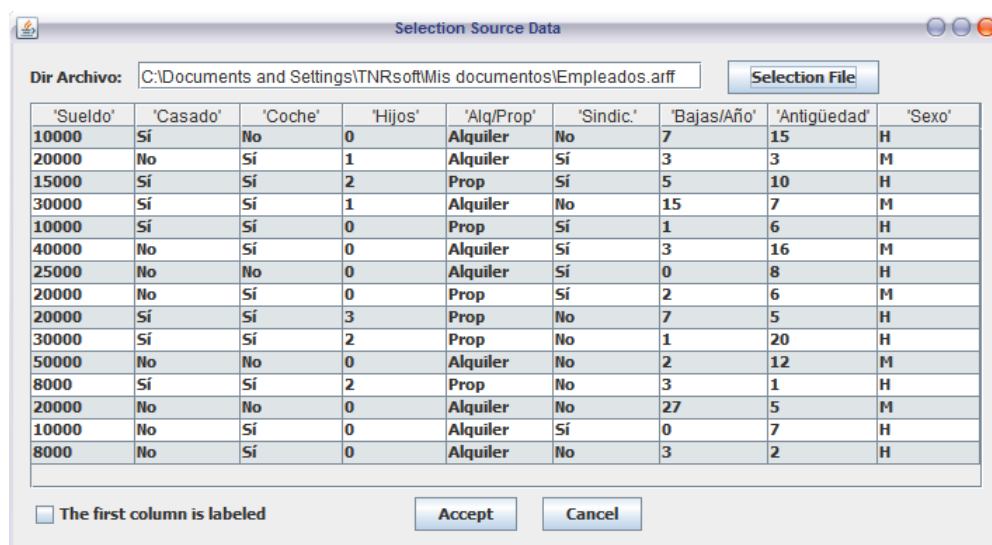 Selection Source Data
Dir Archivo: C:\Documents and Settings\TNRsoft\Mis documentos\Empleados.arff Selection File
'Sueldo' 'Casado' 'Coche' 'Hijos' 'Alq/Prop' 'Sindic.' 'Bajas/Año' 'Antigüedad' 'Sexo'
10000 Sí No 0 Alquiler No 7 15 H
20000 No Sí 1 Alquiler Sí 3 3 M
15000 Sí Sí 2 Prop Sí 5 10 H
30000 Sí Sí 1 Alquiler No 15 7 M
10000 Sí Sí 0 Prop Sí 1 6 H
40000 No Sí 0 Alquiler Sí 3 16 M
25000 No No 0 Alquiler Sí 0 8 H
20000 No Sí 0 Prop Sí 2 6 M
20000 Sí Sí 3 Prop No 7 5 H
30000 Sí Sí 2 Prop No 1 20 H
50000 No No 0 Alquiler No 2 12 M
8000 Sí Sí 2 Prop No 3 1 H
20000 No No 0 Alquiler No 27 5 M
10000 No Sí 0 Alquiler Sí 0 7 H
8000 No Sí 0 Alquiler No 3 2 H
The first column is labeled Accept Cancel